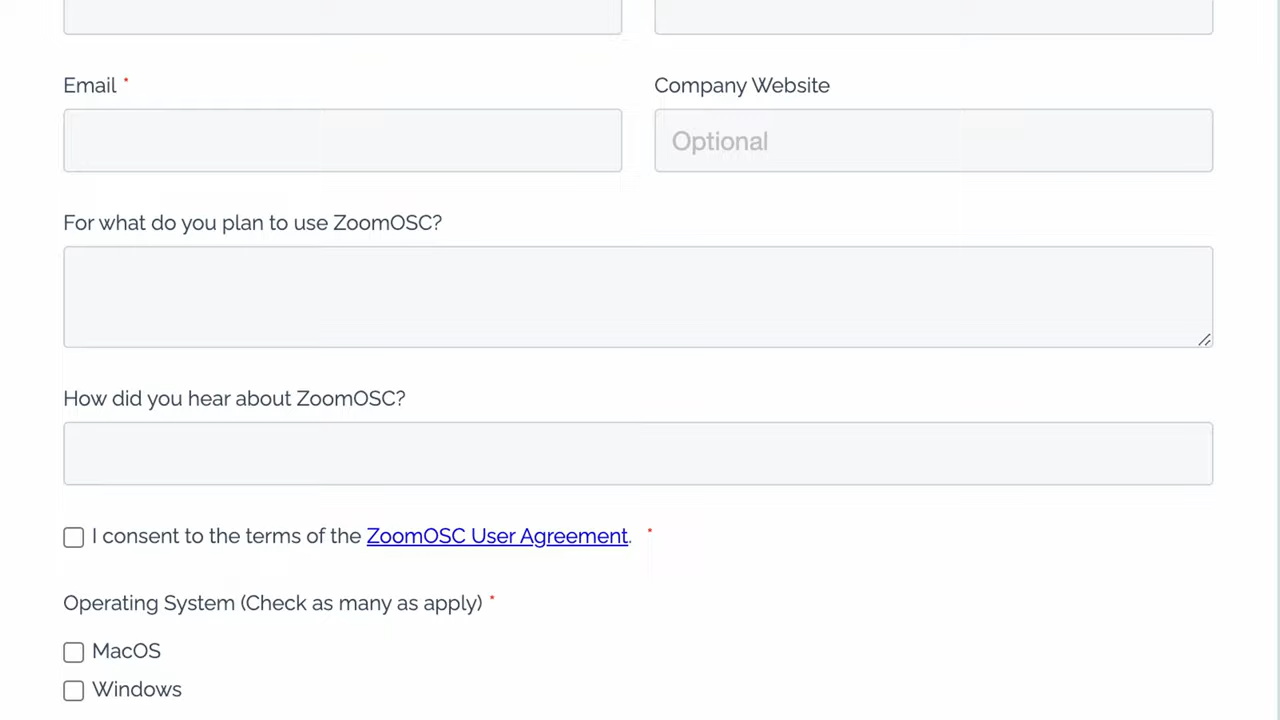 Email *
Company Website
Optional
For what do you plan to use ZoomOSC?
How did you hear about ZoomOSC?
I consent to the terms of the ZoomOSC User Agreement. *
Operating System (Check as many as apply) *
MacOS
Windows